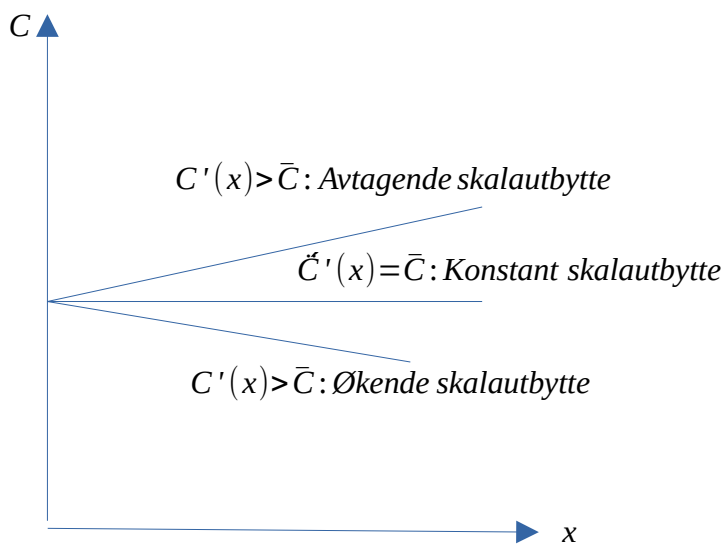 C
C'(x)>C̄: Avtagende skalautbytte
C̈'(x)=C̄: Konstant skalautbytte
C'(x)>C̄: Økende skalautbytte
x